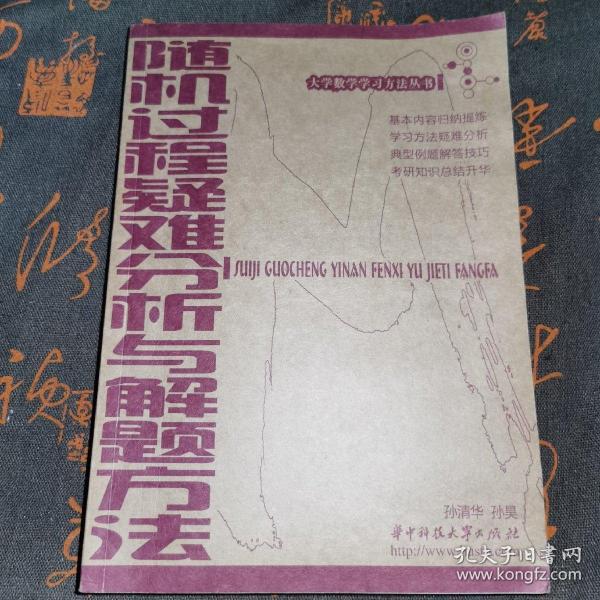 随机过程疑难分析与解题方法
大学数学学习方法丛书
基本内容归纳提炼
学习方法疑难分析
典型例题解答技巧
考研知识总结升华
SUIJI GUOCHENG YINAN FENXI YU JIETI FANGFA
孙清华 孙昊
华中科技大学出版社
http://www.
孔夫子旧书网
www.kongfz.com